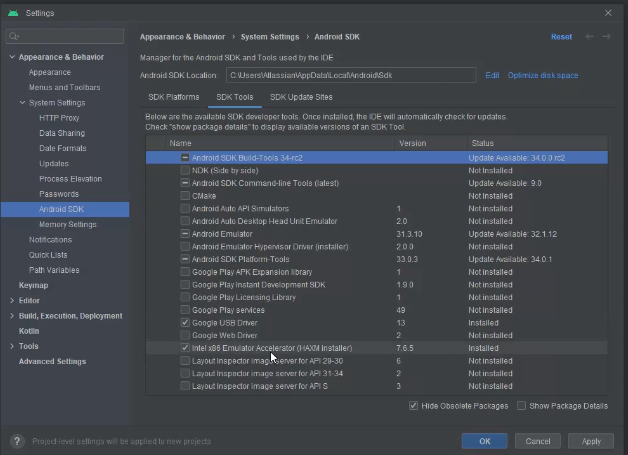 Settings
Appearance & Behavior › System Settings › Android SDK
Reset
Appearance & Behavior
Appearance
Menus and Toolbars
System Settings
HTTP Proxy
Data Sharing
Date Formats
Updates
Process Elevation
Passwords
Android SDK
Memory Settings
Notifications
Quick Lists
Path Variables
Keymap
Editor
Build, Execution, Deployment
Kotlin
Tools
Advanced Settings
Manager for the Android SDK and Tools used by the IDE
Android SDK Location: C:\Users\Atlassian\AppData\Local\Android\Sdk Edit Optimize disk space
SDK Platforms SDK Tools SDK Update Sites
Below are the available SDK developer tools. Once installed, the IDE will automatically check for updates.
Check "show package details" to display available versions of an SDK Tool.
Name Version Status
Android SDK Build-Tools 34-rc2 Update Available: 34.0.0 rc2
NDK (Side by side) Not Installed
Android SDK Command-line Tools (latest) Update Available: 9.0
CMake Not Installed
Android Auto API Simulators 1 Not installed
Android Auto Desktop Head Unit Emulator 2.0 Not installed
Android Emulator 31.3.10 Update Available: 32.1.12
Android Emulator Hypervisor Driver (installer) 2.0.0 Not installed
Android SDK Platform-Tools 33.0.3 Update Available: 34.0.1
Google Play APK Expansion library 1 Not installed
Google Play Instant Development SDK 1.9.0 Not installed
Google Play Licensing Library 1 Not installed
Google Play services 49 Not installed
Google USB Driver 13 Installed
Google Web Driver 2 Not installed
Intel x86 Emulator Accelerator (HAXM installer) 7.6.5 Installed
Layout Inspector image server for API 29-30 6 Not installed
Layout Inspector image server for API 31-34 2 Not installed
Layout Inspector image server for API S 3 Not installed
Hide Obsolete Packages Show Package Details
? Project-level settings will be applied to new projects
OK Cancel Apply